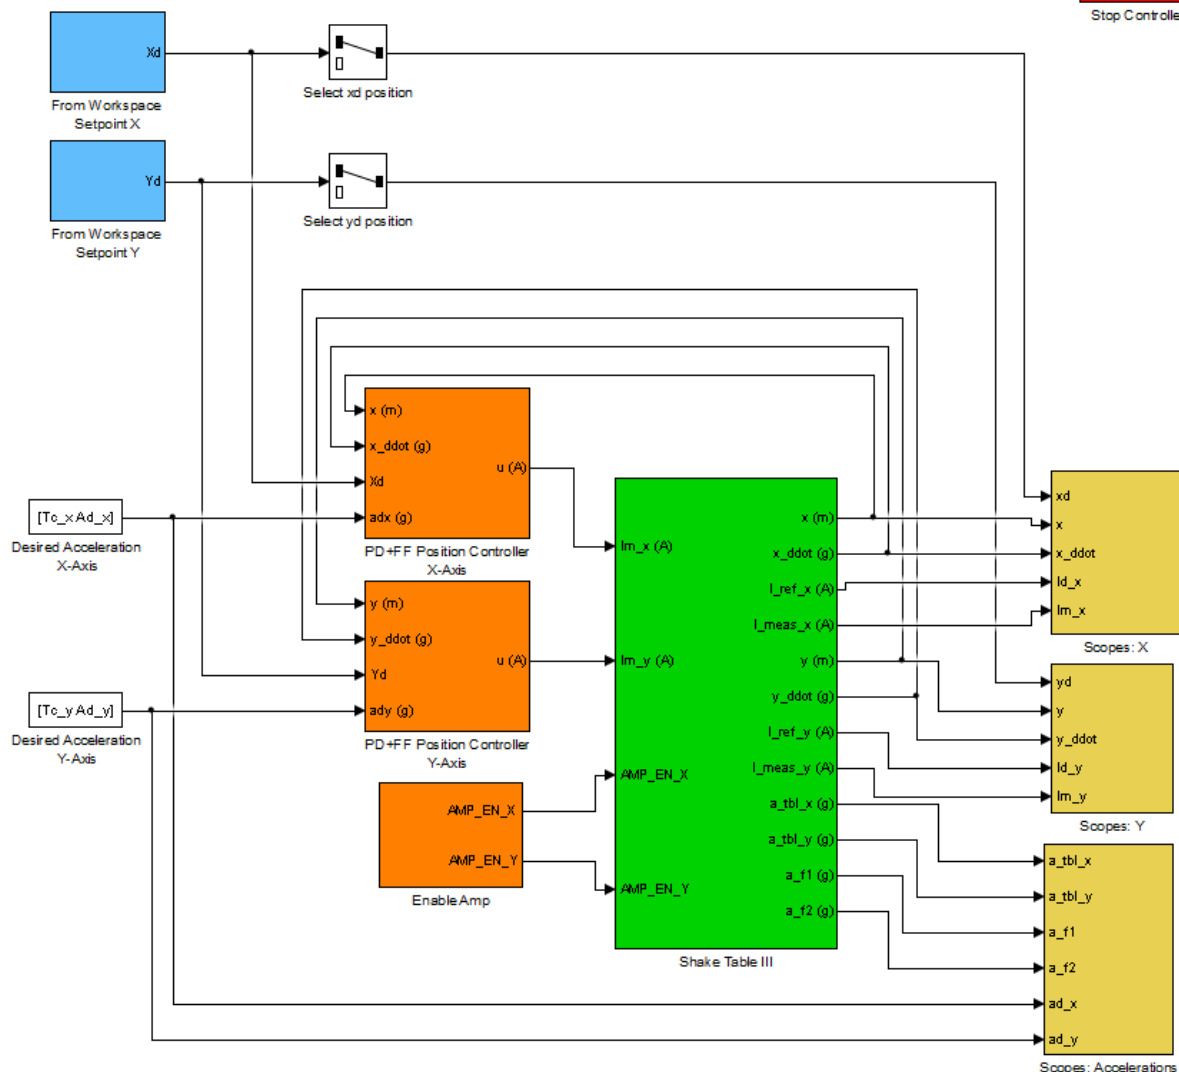 Stop Controlle
Xd
From Workspace
Setpoint X
Select xd position
Yd
From Workspace
Setpoint Y
Select yd position
x (m)
x_ddot (g)
Xd
adx (g)
u (A)
PD+FF Position Controller
X-Axis
[Tc_x Ad_x]
Desired Acceleration
X-Axis
y (m)
y_ddot (g)
Yd
ady (g)
u (A)
PD+FF Position Controller
Y-Axis
[Tc_y Ad_y]
Desired Acceleration
Y-Axis
AMP_EN_X
AMP_EN_Y
Enable Amp
Im_x (A)
Im_y (A)
AMP_EN_X
AMP_EN_Y
x (m)
x_ddot (g)
I_ref_x (A)
I_meas_x (A)
y (m)
y_ddot (g)
I_ref_y (A)
I_meas_y (A)
a_tbl_x (g)
a_tbl_y (g)
a_f1 (g)
a_f2 (g)
Shake Table III
xd
x
x_ddot
Id_x
Im_x
Scopes: X
yd
y
y_ddot
Id_y
Im_y
Scopes: Y
a_tbl_x
a_tbl_y
a_f1
a_f2
ad_x
ad_y
Scopes: Accelerations